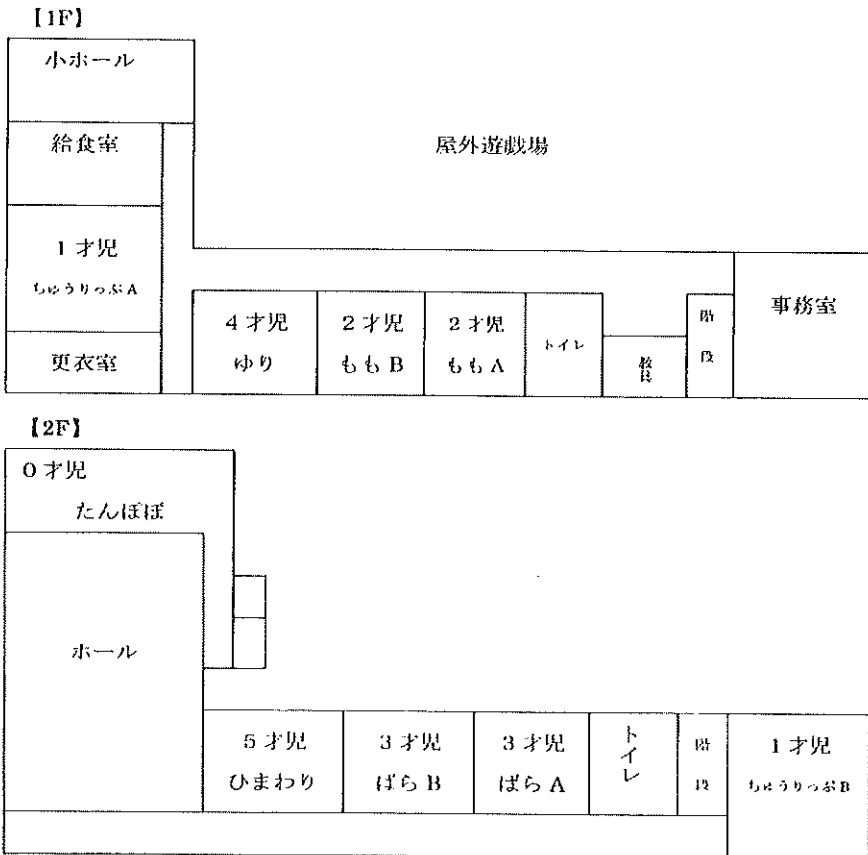 【1F】
小ホール
給食室
屋外遊戯場
1才児
ちゅうりっぷA
更衣室
4才児
ゆり
2才児
ももB
2才児
ももA
トイレ
教具
階段
事務室
【2F】
0才児
たんぽぽ
ホール
5才児
ひまわり
3才児
ばらB
3才児
ばらA
トイレ
階段
1才児
ちゅうりっぷB